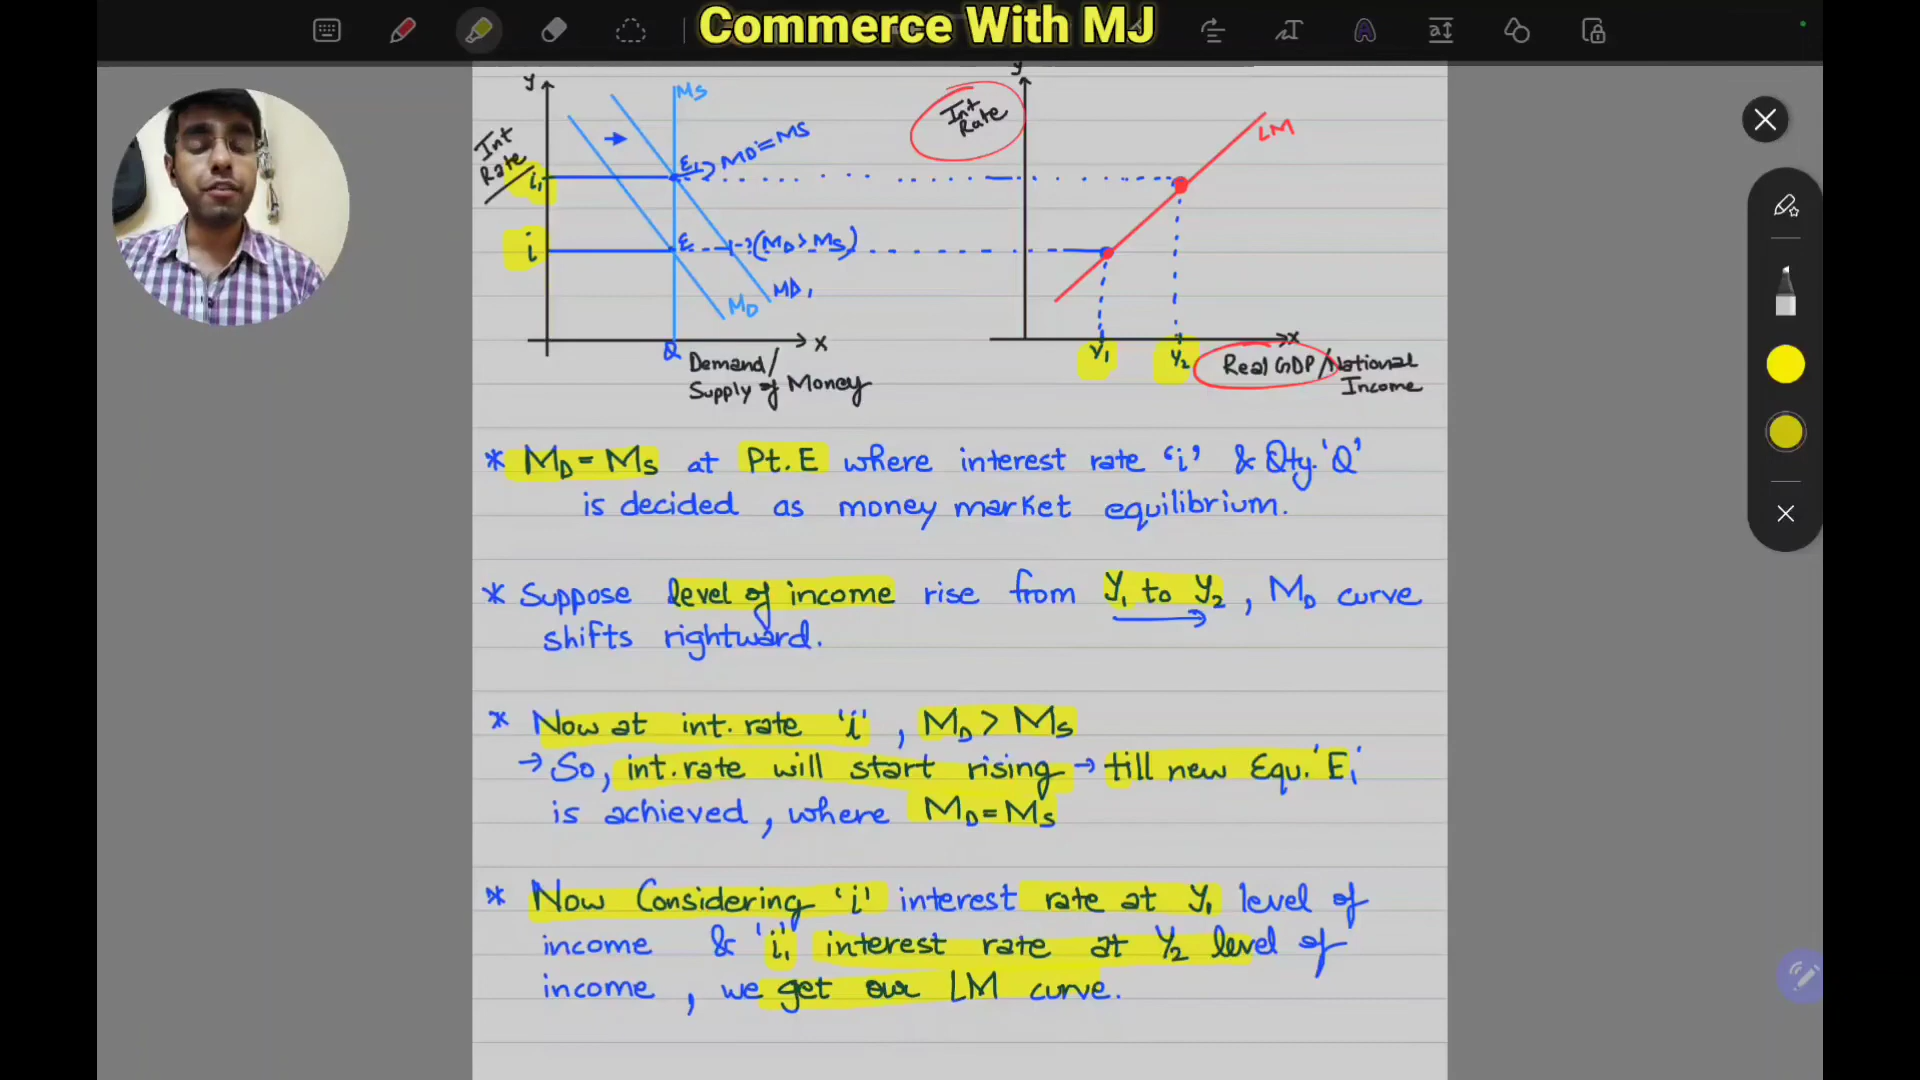 Commerce With MJ
y
Int Rate
MS
E₁ → MD = MS
i₁
i
E
→ (MD > MS)
MD₁
MD
Q
x
Demand/
Supply of Money
y
Int
Rate
LM
x
Y₁
Y₂
Real GDP / National
Income
* MD = MS at Pt. E where interest rate 'i' & Qty. 'Q'
is decided as money market equilibrium.
* Suppose level of income rise from Y₁ to Y₂, MD curve
shifts rightward.
* Now at int. rate 'i', MD > MS
→ So, int. rate will start rising → till new Equ. 'E₁'
is achieved, where MD = MS
* Now Considering 'i' interest rate at Y₁ level of
income & 'i₁' interest rate at Y₂ level of
income, we get our LM curve.